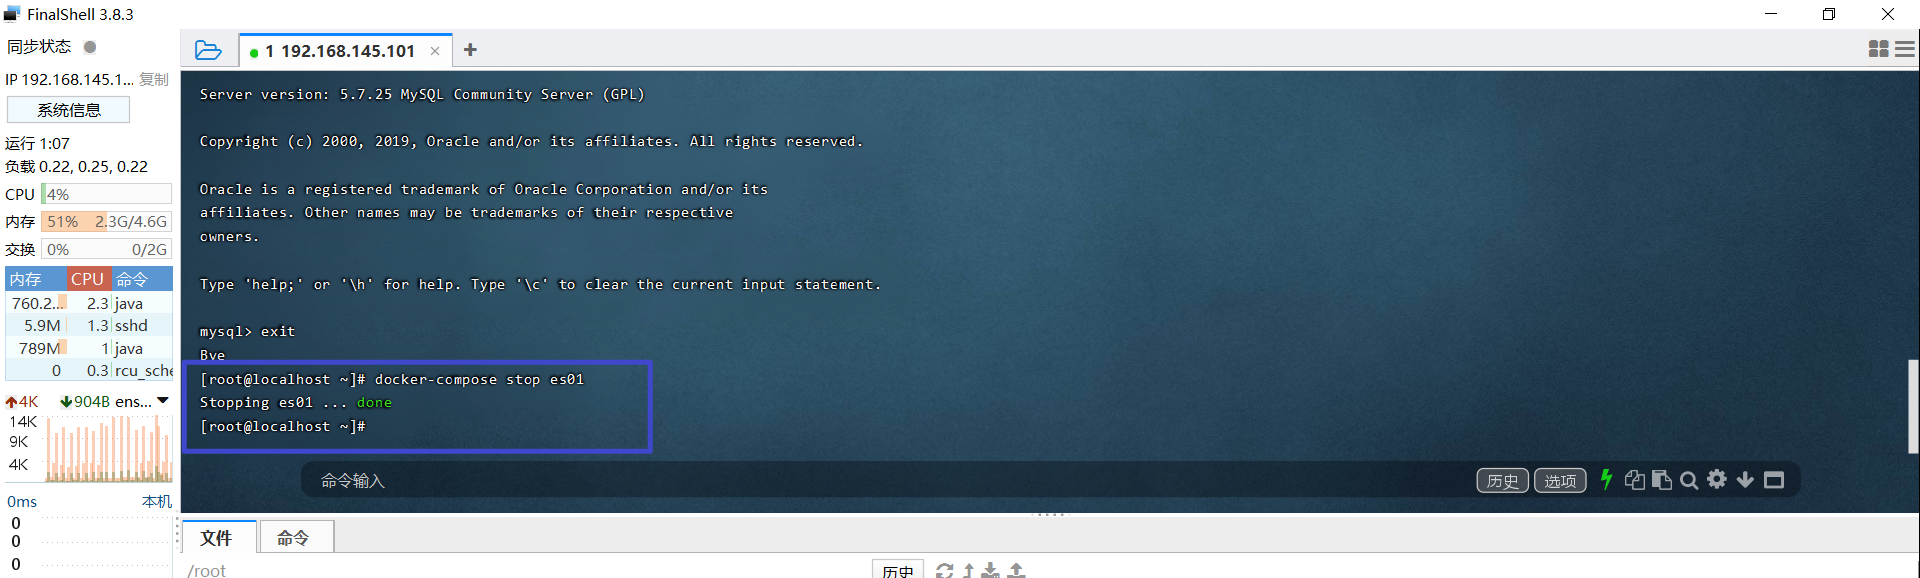 FinalShell 3.8.3
同步状态
IP 192.168.145.1... 复制
系统信息
运行 1:07
负载 0.22, 0.25, 0.22
CPU 4%
内存 51% 2.3G/4.6G
交换 0% 0/2G
内存 CPU 命令
760.2... 2.3 java
5.9M 1.3 sshd
789M 1 java
0 0.3 rcu_sche
4K 904B ens...
14K
9K
4K
0ms 本机
0
0
0
1 192.168.145.101
Server version: 5.7.25 MySQL Community Server (GPL)
Copyright (c) 2000, 2019, Oracle and/or its affiliates. All rights reserved.
Oracle is a registered trademark of Oracle Corporation and/or its
affiliates. Other names may be trademarks of their respective
owners.
Type 'help;' or '\h' for help. Type '\c' to clear the current input statement.
mysql> exit
Bye
[root@localhost ~]# docker-compose stop es01
Stopping es01 ... done
[root@localhost ~]#
命令输入 历史 选项
文件 命令
/root 历史